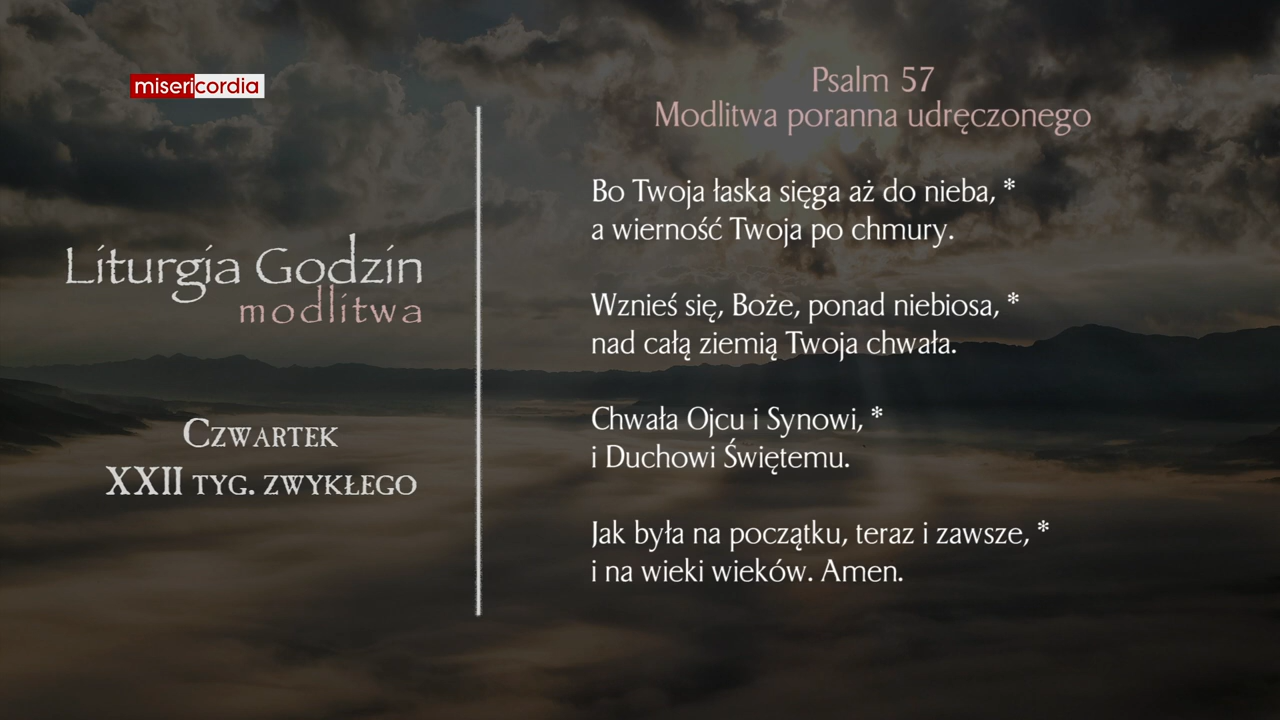 misericordia
Liturgia Godzin
modlitwa
Czwartek
XXII tyg. zwykłego
Psalm 57
Modlitwa poranna udręczonego
Bo Twoja łaska sięga aż do nieba, *
a wierność Twoja po chmury.
Wznieś się, Boże, ponad niebiosa, *
nad całą ziemią Twoja chwała.
Chwała Ojcu i Synowi, *
i Duchowi Świętemu.
Jak była na początku, teraz i zawsze, *
i na wieki wieków. Amen.